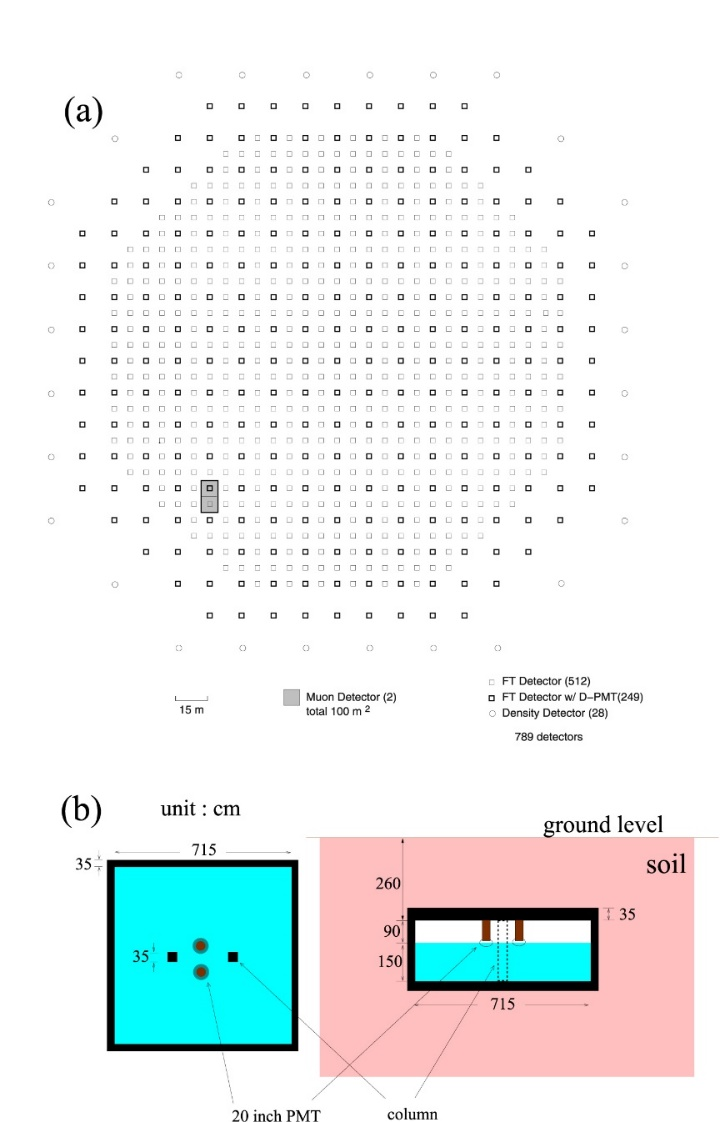 (a)
15 m
Muon Detector (2)
total 100 m 2
FT Detector (512)
FT Detector w/ D−PMT(249)
Density Detector (28)
789 detectors
(b)
unit : cm
ground level
715
35
soil
260
35
90
35
150
715
20 inch PMT
column